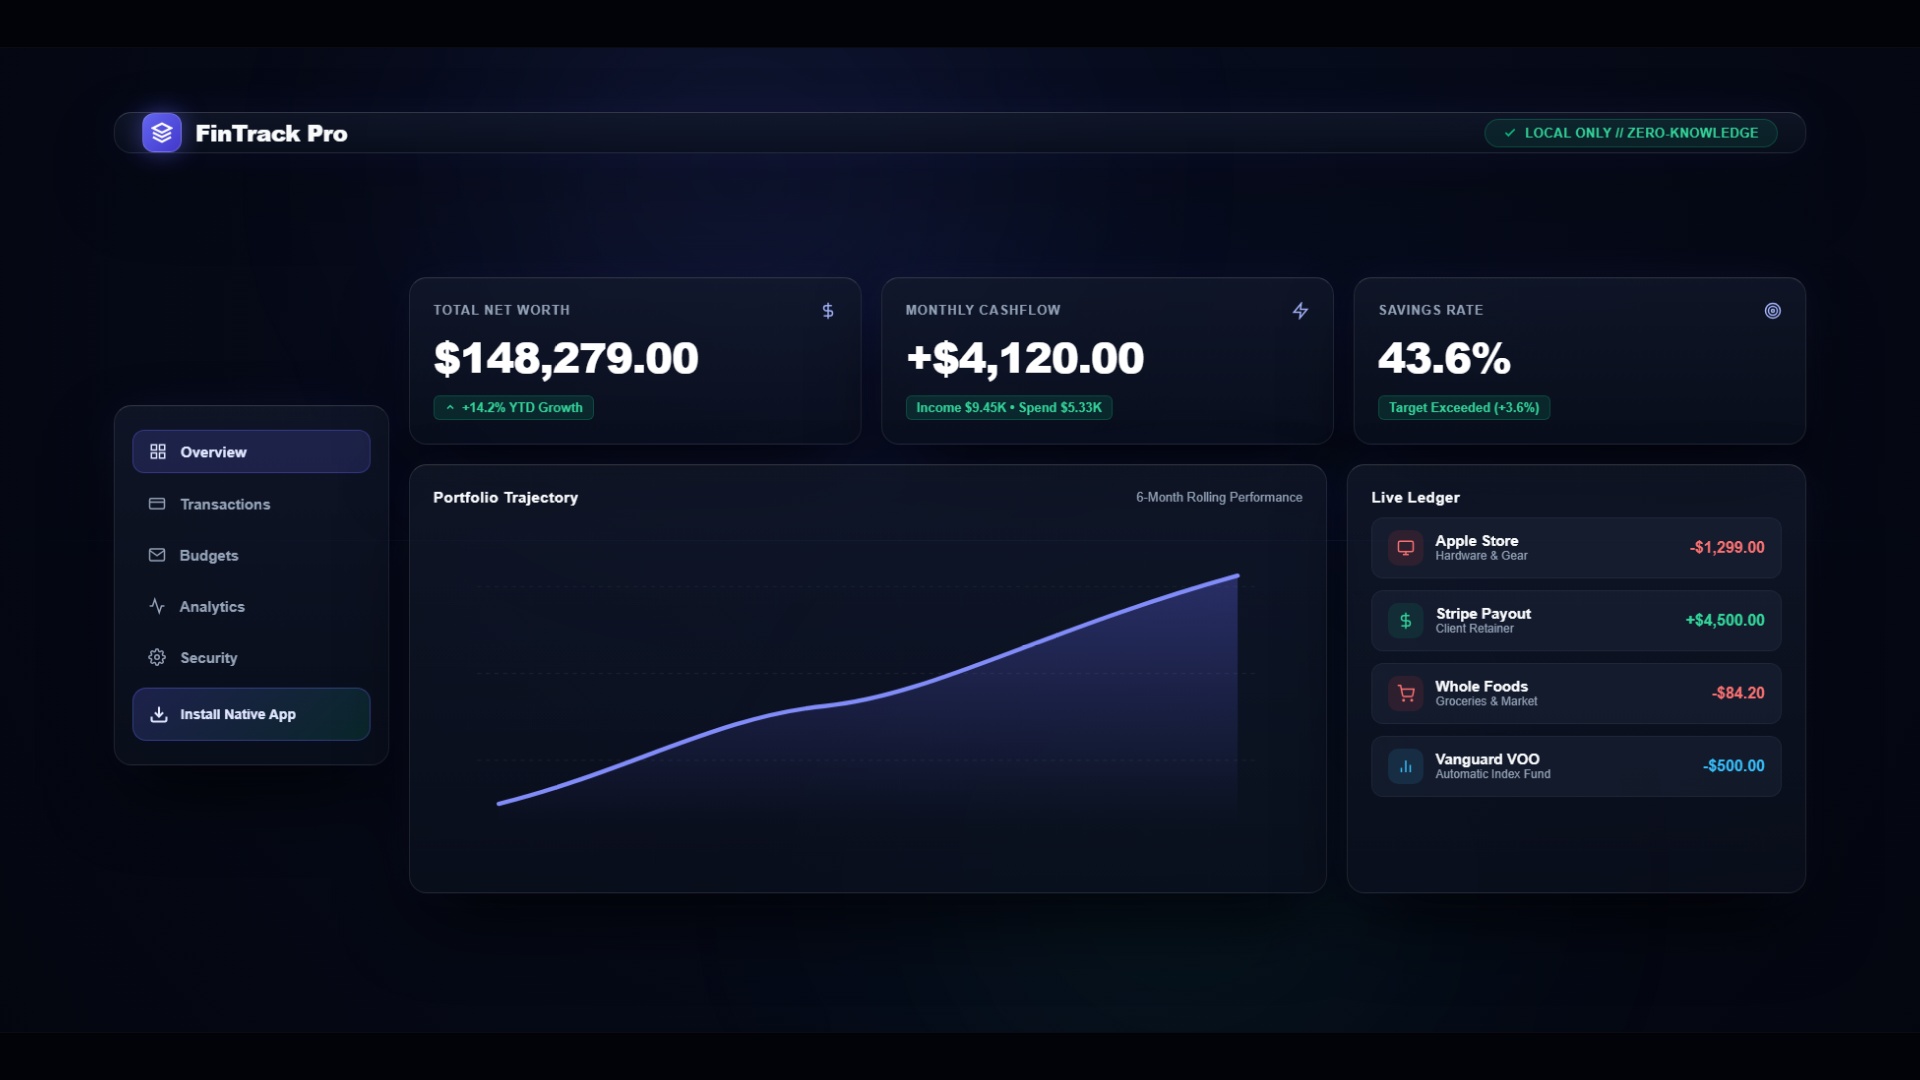 FinTrack Pro
LOCAL ONLY // ZERO-KNOWLEDGE
Overview
Transactions
Budgets
Analytics
Security
Install Native App
TOTAL NET WORTH
$148,279.00
+14.2% YTD Growth
MONTHLY CASHFLOW
+$4,120.00
Income $9.45K • Spend $5.33K
SAVINGS RATE
43.6%
Target Exceeded (+3.6%)
Portfolio Trajectory
6-Month Rolling Performance
Live Ledger
Apple Store
Hardware & Gear
-$1,299.00
Stripe Payout
Client Retainer
+$4,500.00
Whole Foods
Groceries & Market
-$84.20
Vanguard VOO
Automatic Index Fund
-$500.00